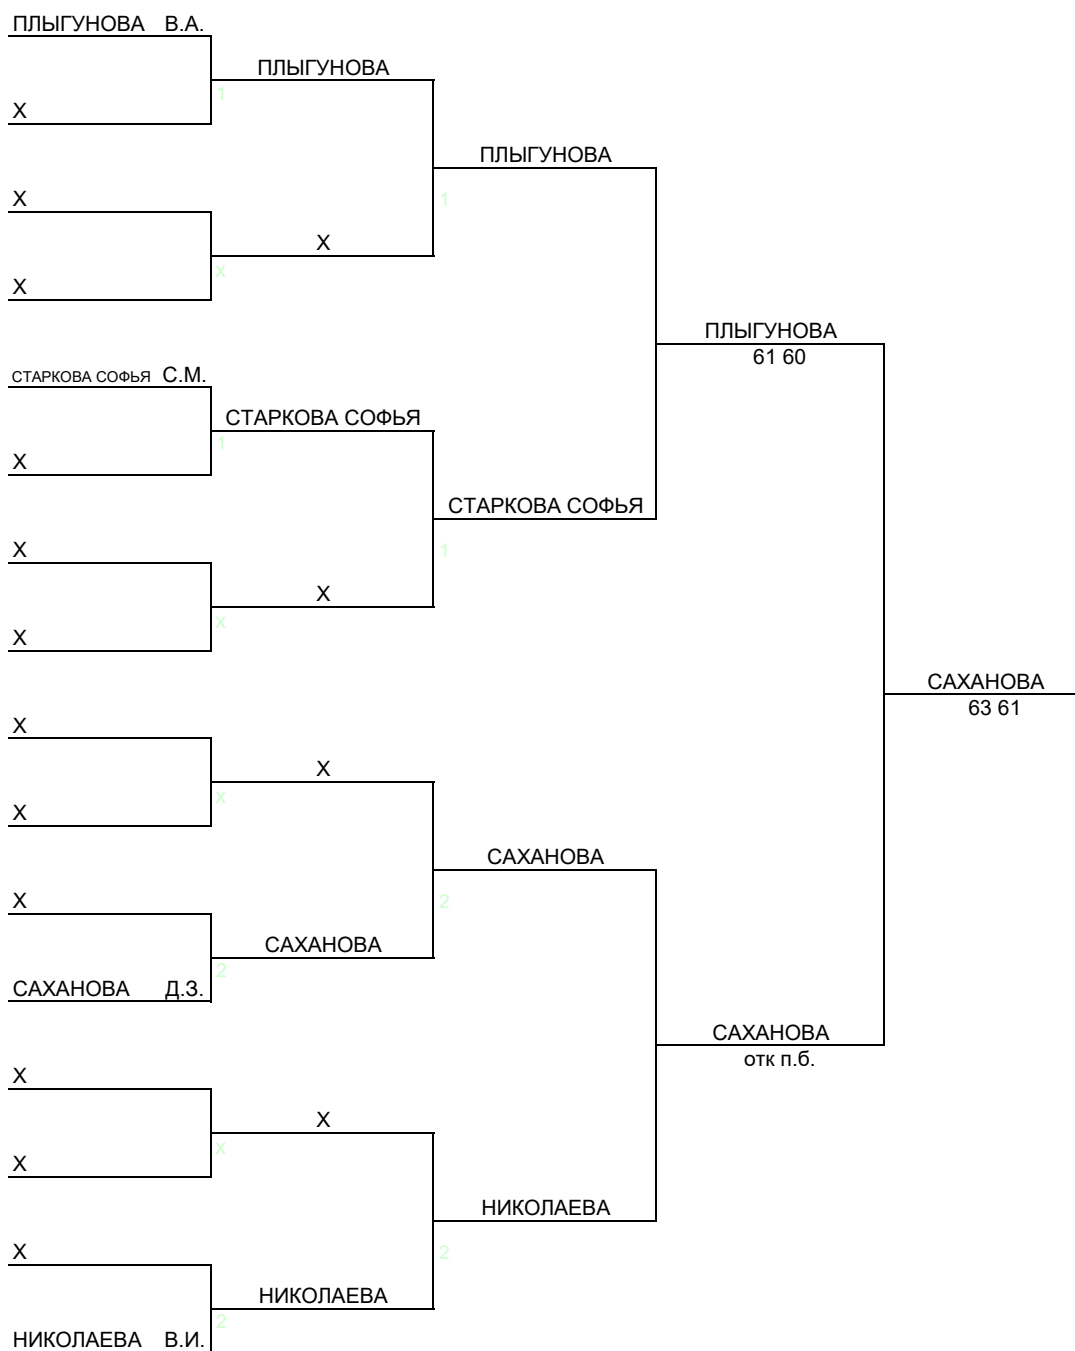 ПЛЫГУНОВА В.А.
ПЛЫГУНОВА
1
X
ПЛЫГУНОВА
X
1
X
x
X
ПЛЫГУНОВА
61 60
СТАРКОВА СОФЬЯ С.М.
СТАРКОВА СОФЬЯ
1
X
СТАРКОВА СОФЬЯ
X
1
X
x
X
САХАНОВА
63 61
X
X
x
X
САХАНОВА
X
2
САХАНОВА
2
САХАНОВА Д.З.
САХАНОВА
отк п.б.
X
X
x
X
НИКОЛАЕВА
X
2
НИКОЛАЕВА
2
НИКОЛАЕВА В.И.